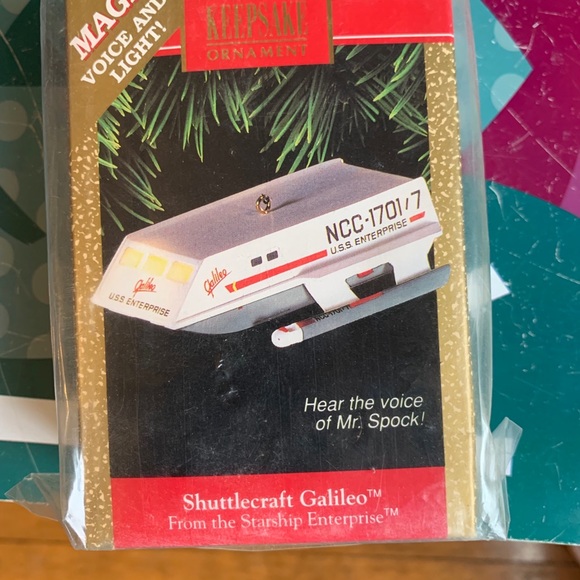 VOICE AND
LIGHT!
KEEPSAKE
ORNAMENT
NCC-1701/7
U.S.S. ENTERPRISE
Galileo
Galileo
U.S.S. ENTERPRISE
Hear the voice
of Mr. Spock!
Shuttlecraft Galileo™
From the Starship Enterprise™